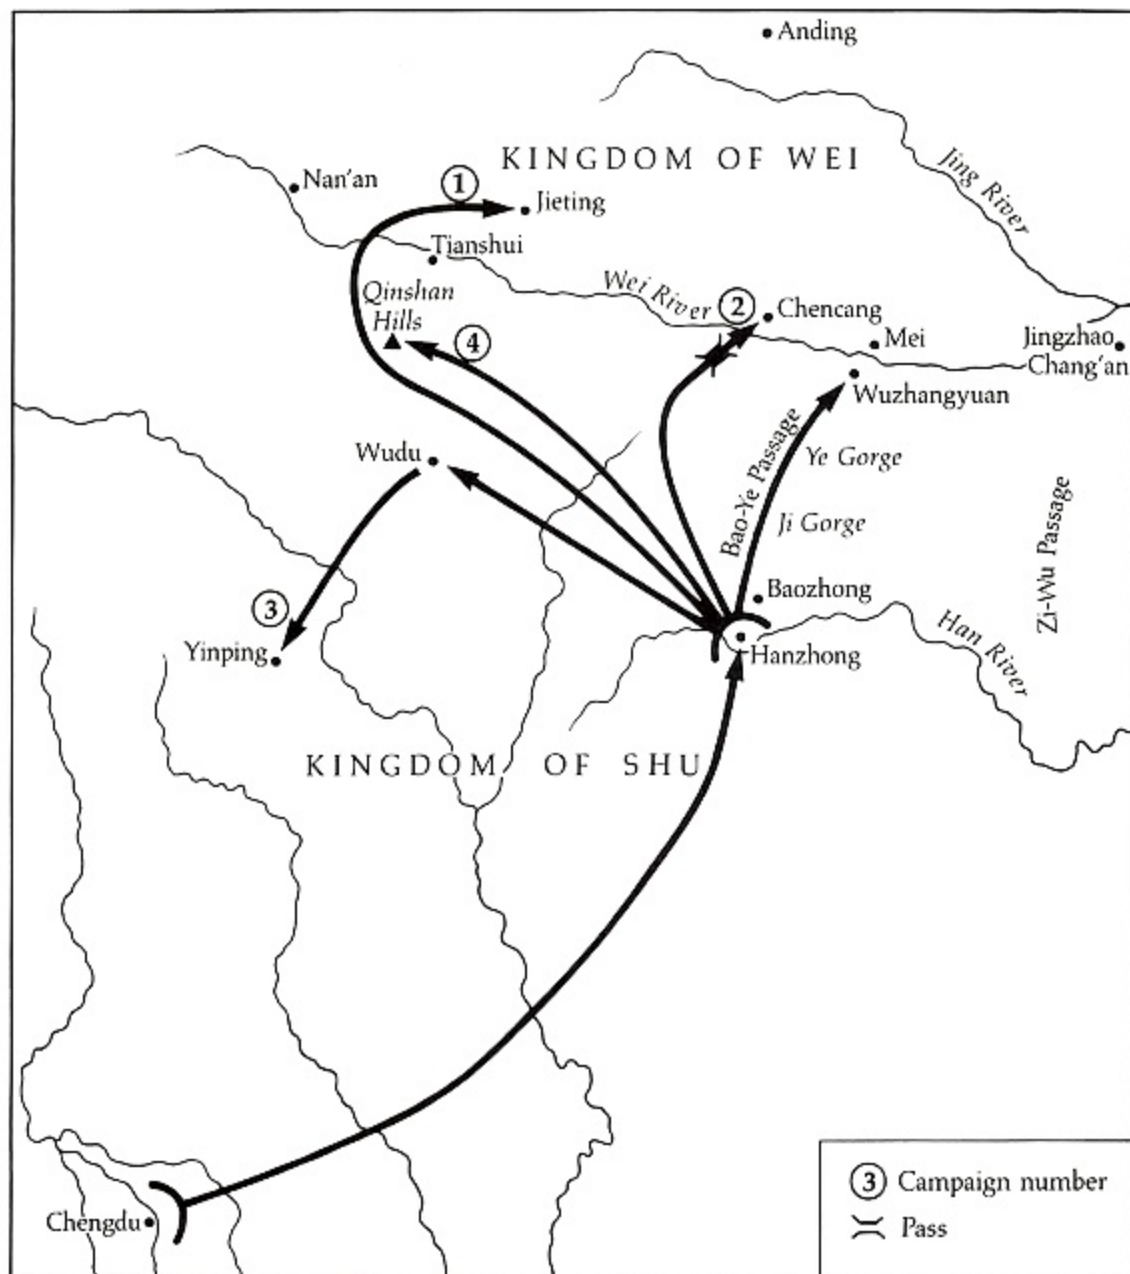 Anding
KINGDOM OF WEI
Jing River
Nan'an
1
Jieting
Tianshui
Qinshan
Hills
Wei River
2
Chencang
Mei
Jingzhao
Chang'an
4
Wuzhangyuan
Wudu
Bao-Ye Passage
Ye Gorge
Ji Gorge
Zi-Wu Passage
Baozhong
3
Yinping
Hanzhong
Han River
KINGDOM OF SHU
Chengdu
3 Campaign number
Pass